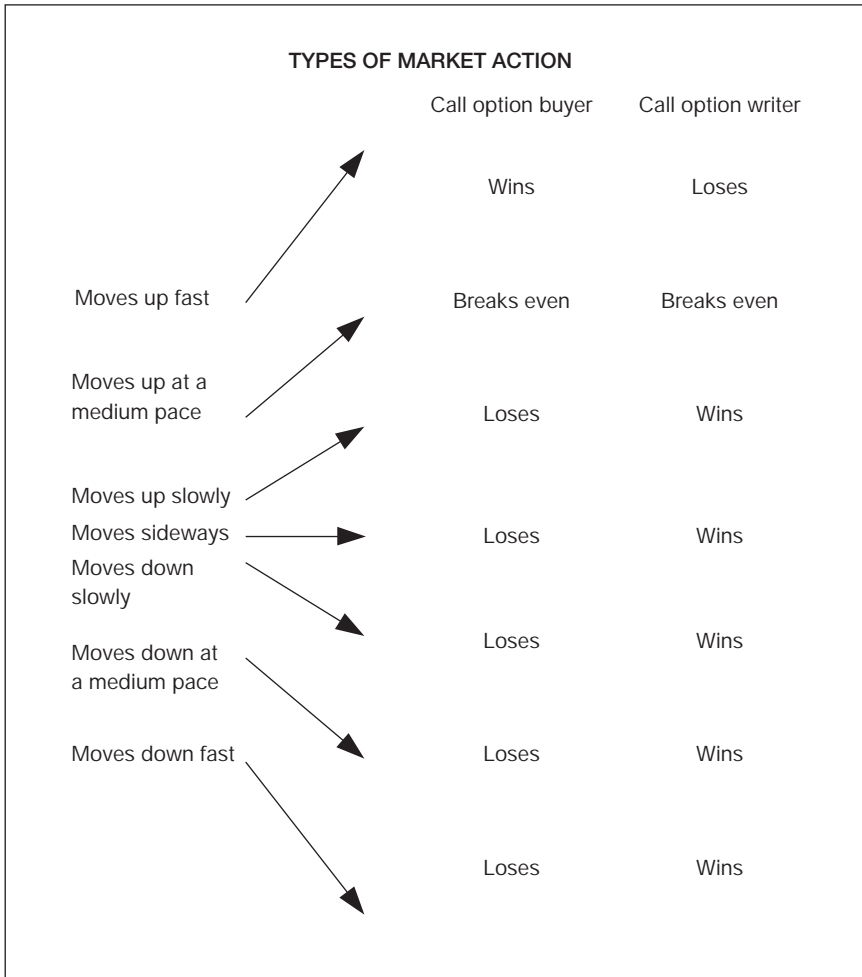 TYPES OF MARKET ACTION
Call option buyer Call option writer
Wins Loses
Moves up fast Breaks even Breaks even
Moves up at a
medium pace Loses Wins
Moves up slowly
Moves sideways Loses Wins
Moves down
slowly
Loses Wins
Moves down at
a medium pace
Moves down fast Loses Wins
Loses Wins